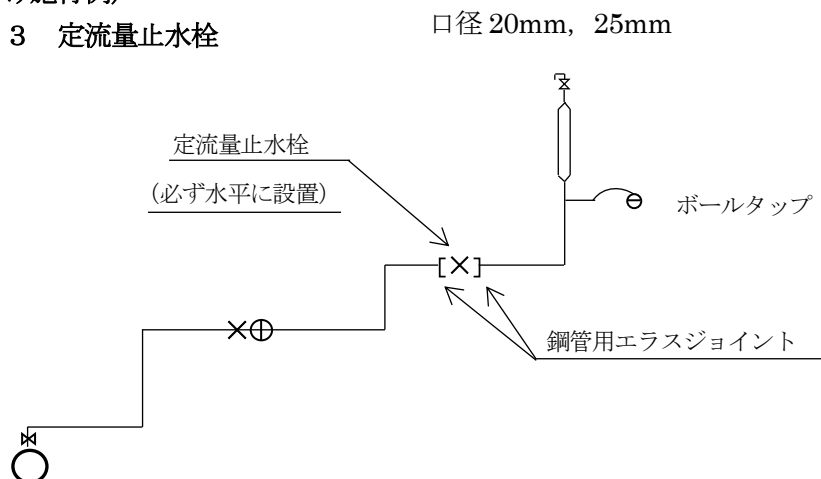 3 定流量止水栓
口径 20mm，25mm
定流量止水栓
(必ず水平に設置)
ボールタップ
鋼管用エラスジョイント